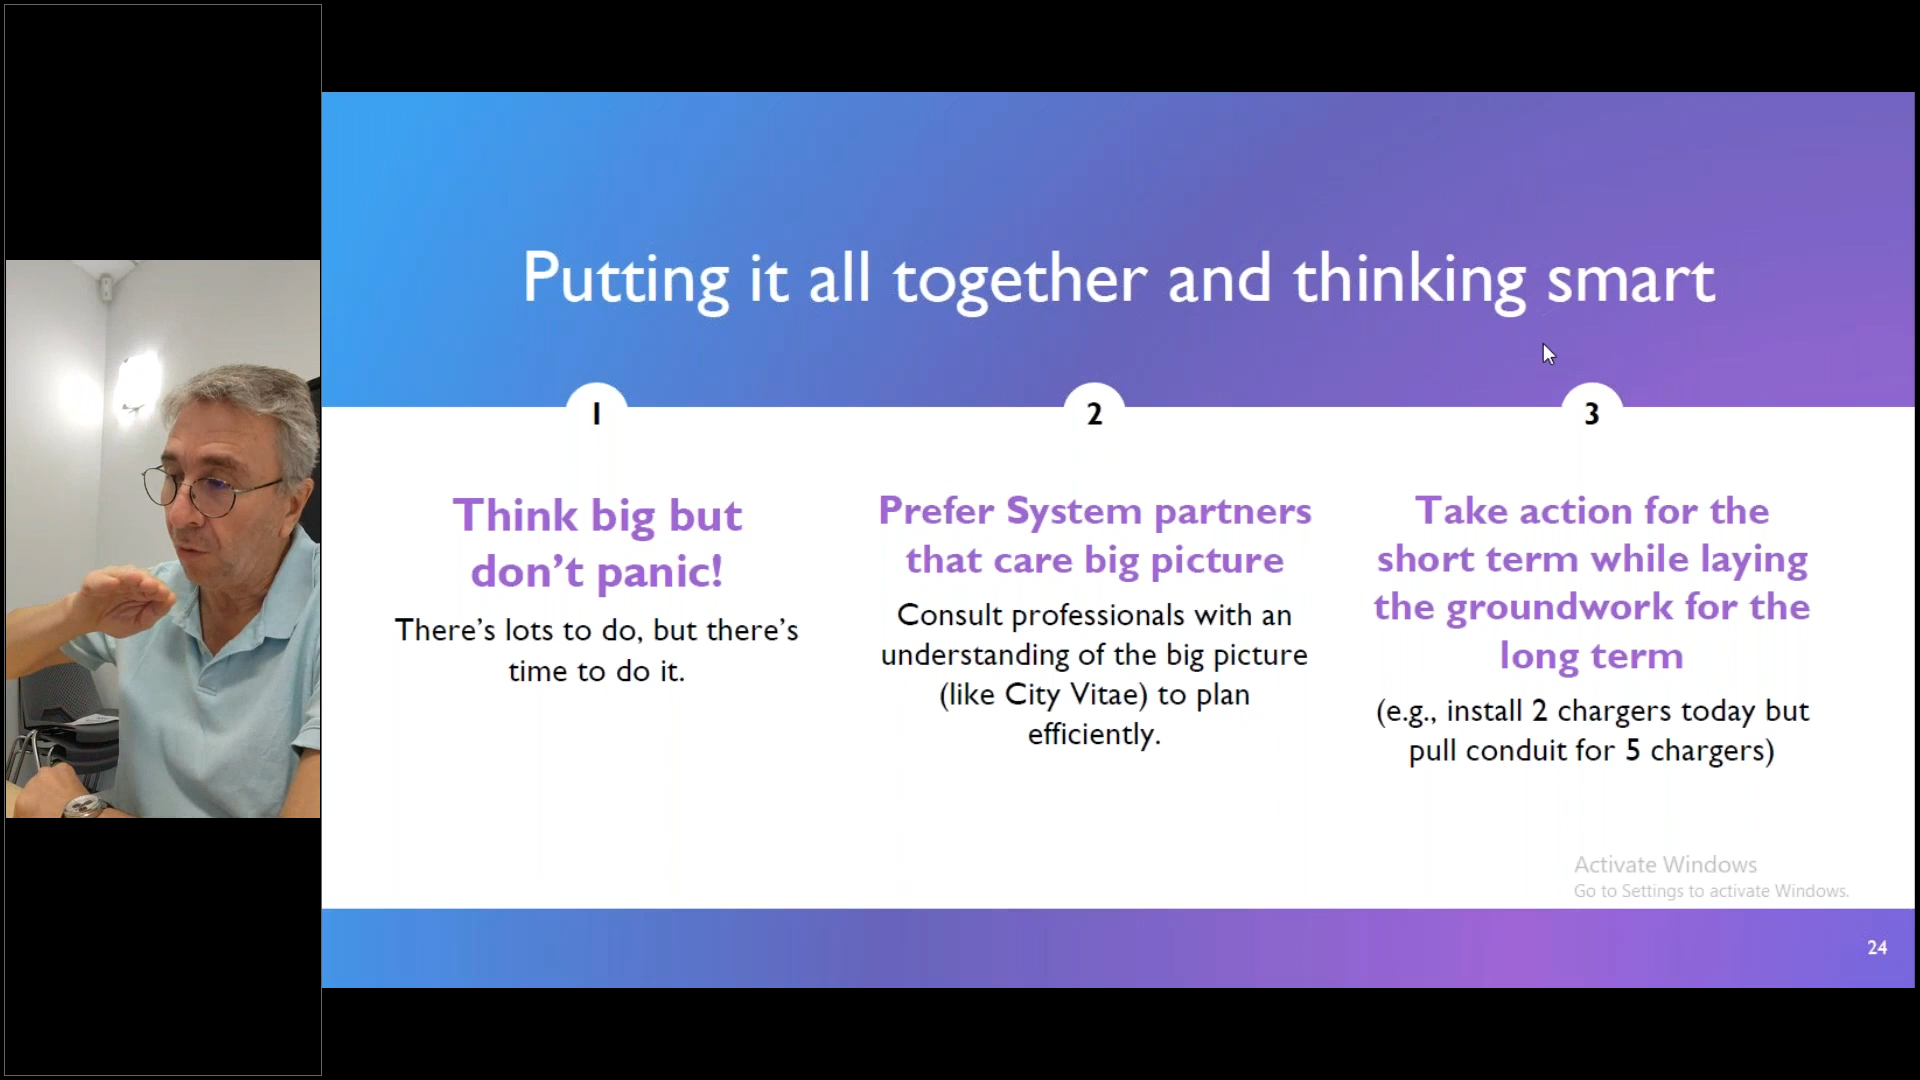 Putting it all together and thinking smart
1
Think big but
don’t panic!
There’s lots to do, but there’s
time to do it.
2
Prefer System partners
that care big picture
Consult professionals with an
understanding of the big picture
(like City Vitae) to plan
efficiently.
3
Take action for the
short term while laying
the groundwork for the
long term
(e.g., install 2 chargers today but
pull conduit for 5 chargers)
Activate Windows
Go to Settings to activate Windows.
24